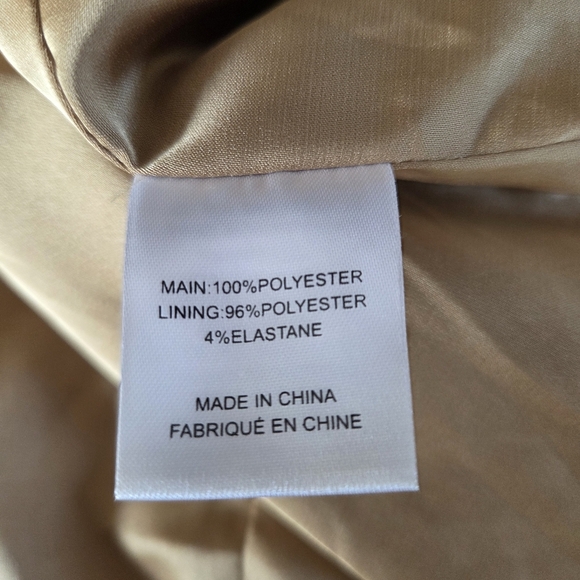 MAIN:100%POLYESTER
LINING:96%POLYESTER
4%ELASTANE
MADE IN CHINA
FABRIQUÉ EN CHINE